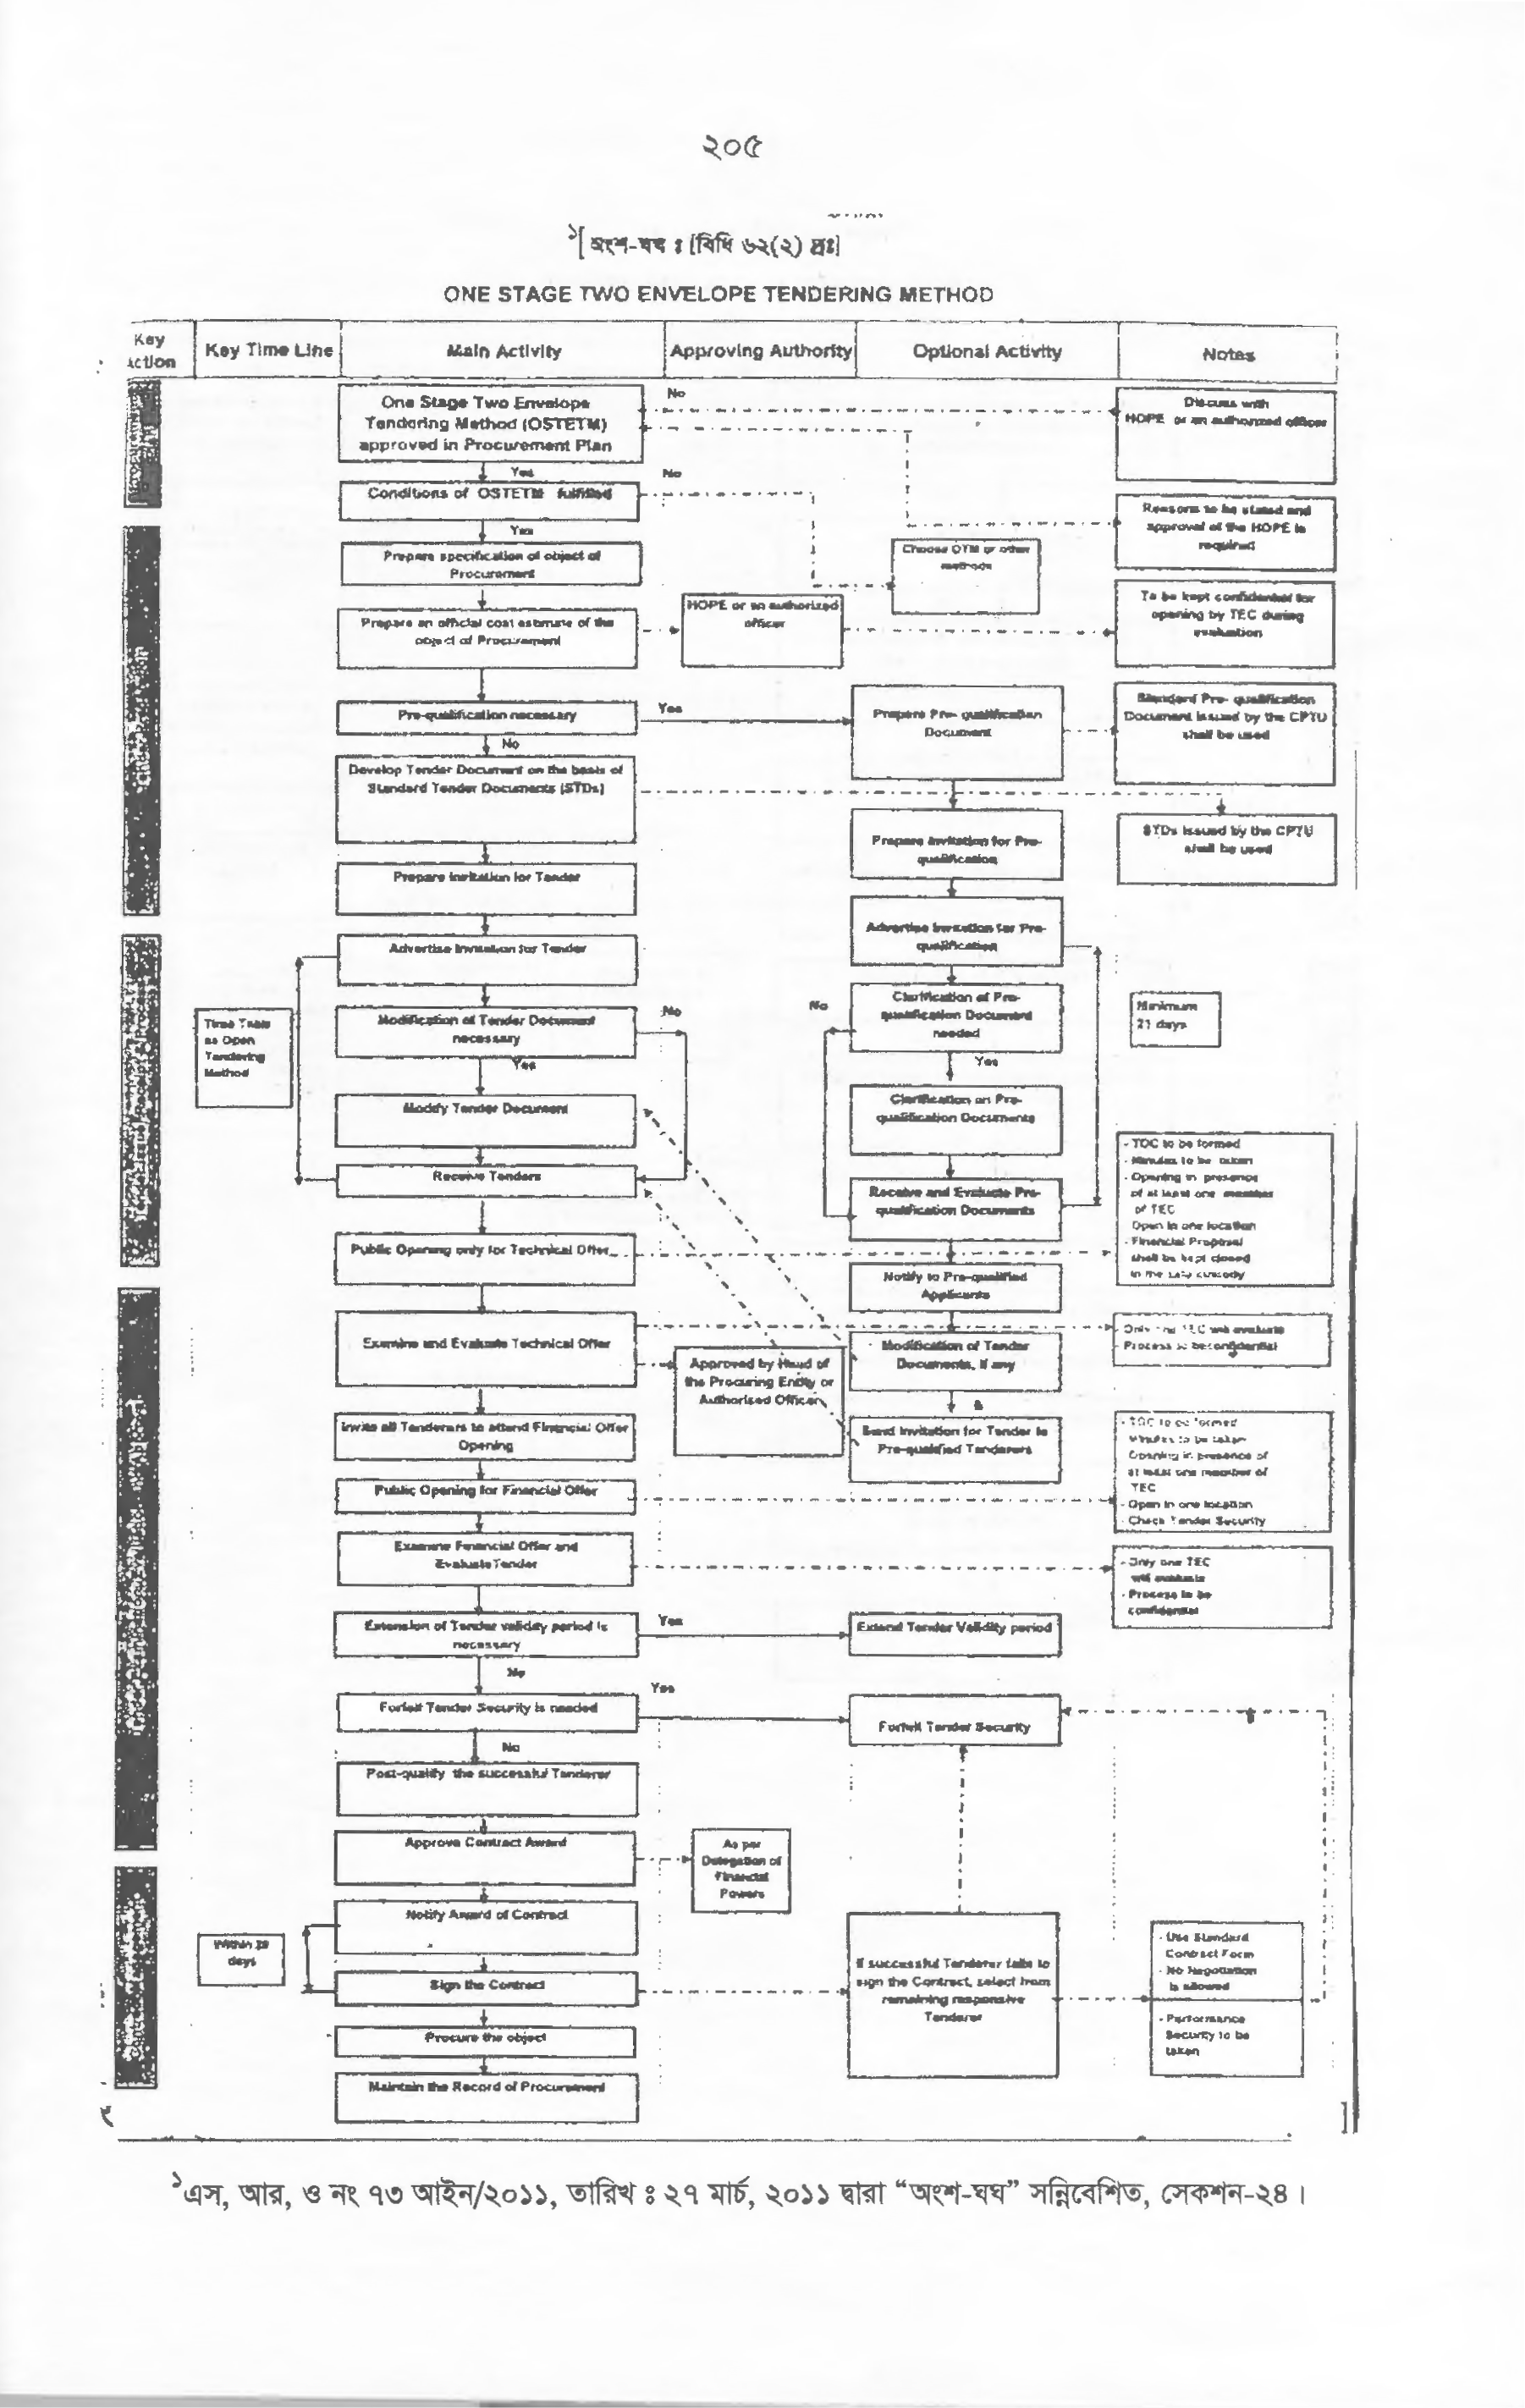 ২০৫
১[ অংশ-ঘঘ ঃ [বিধি ৬২(২) দ্রঃ]
ONE STAGE TWO ENVELOPE TENDERING METHOD
Key
Action
Key Time Line
Main Activity
Approving Authority
Optional Activity
Notes
One Stage Two Envelope
Tendering Method (OSTETM)
approved in Procurement Plan
No
Discuss with
HOPE or an authorized officer
Yes
No
Conditions of OSTETM fulfilled
Reasons to be stated and
approval of the HOPE is
required
Yes
Prepare specification of object of
Procurement
Choose OTM or other
methods
Prepare an official cost estimate of the
object of Procurement
HOPE or an authorized
officer
To be kept confidential for
opening by TEC during
evaluation
Pre-qualification necessary
Yes
Prepare Pre- qualification
Document
Standard Pre- qualification
Document issued by the CPTU
shall be used
No
Develop Tender Document on the basis of
Standard Tender Documents (STDs)
Prepare Invitation for Pre-
qualification
STDs issued by the CPTU
shall be used
Prepare Invitation for Tender
Advertise Invitation for Tender
Advertise Invitation for Pre-
qualification
Time Table
as Open
Tendering
Method
Modification of Tender Document
necessary
No
No
Clarification of Pre-
qualification Document
needed
Minimum
21 days
Yes
Yes
Modify Tender Document
Clarification on Pre-
qualification Documents
Receive Tenders
Receive and Evaluate Pre-
qualification Documents
- TOC to be formed
- Minutes to be taken
- Opening in presence
of at least one member
of TEC
Open in one location
- Financial Proposal
shall be kept closed
in the safe custody
Public Opening only for Technical Offer
Notify to Pre-qualified
Applicants
Examine and Evaluate Technical Offer
Approved by Head of
the Procuring Entity or
Authorised Officer
Modification of Tender
Documents, if any
- Only one TEC will evaluate
- Process to be confidential
Invite all Tenderers to attend Financial Offer
Opening
Send Invitation for Tender to
Pre-qualified Tenderers
- TOC to be formed
Minutes to be taken
Opening in presence of
at least one member of
TEC
- Open in one location
- Check Tender Security
Public Opening for Financial Offer
Examine Financial Offer and
Evaluate Tender
- Only one TEC
will evaluate
- Process to be
confidential
Extension of Tender validity period is
necessary
Yes
Extend Tender Validity period
No
Forfeit Tender Security is needed
Yes
Forfeit Tender Security
No
Post-qualify the successful Tenderer
Approve Contract Award
As per
Delegation of
Financial
Powers
Notify Award of Contract
Within 28
days
Sign the Contract
If successful Tenderer fails to
sign the Contract, select from
remaining responsive
Tenderer
- Use Standard
Contract Form
- No Negotiation
is allowed
- Performance
Security to be
taken
Procure the object
Maintain the Record of Procurement
]
১এস, আর, ও নং ৭৩ আইন/২০১১, তারিখ ঃ ২৭ মার্চ, ২০১১ দ্বারা “অংশ-ঘঘ” সন্নিবেশিত, সেকশন-২৪।